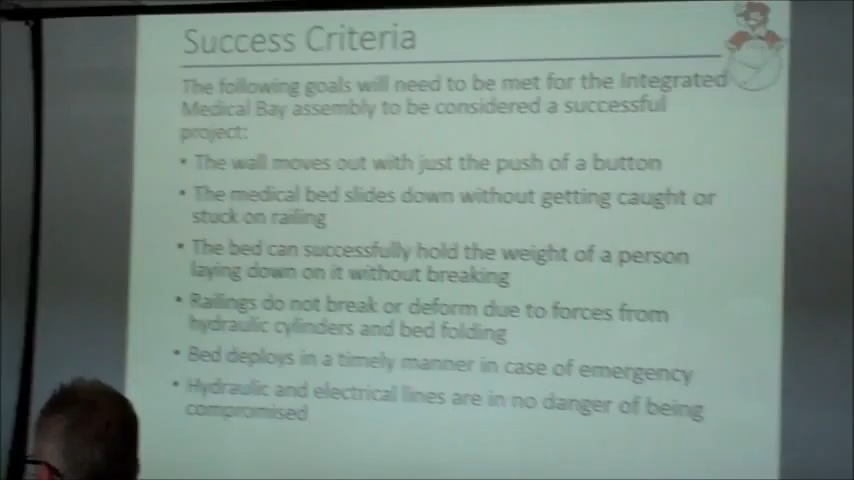 Success Criteria
The following goals will need to be met for the Integrated
Medical Bay assembly to be considered a successful
project:
• The wall moves out with just the push of a button
• The medical bed slides down without getting caught or
stuck on railing
• The bed can successfully hold the weight of a person
laying down on it without breaking
• Railings do not break or deform due to forces from
hydraulic cylinders and bed folding
• Bed deploys in a timely manner in case of emergency
• Hydraulic and electrical lines are in no danger of being
compromised